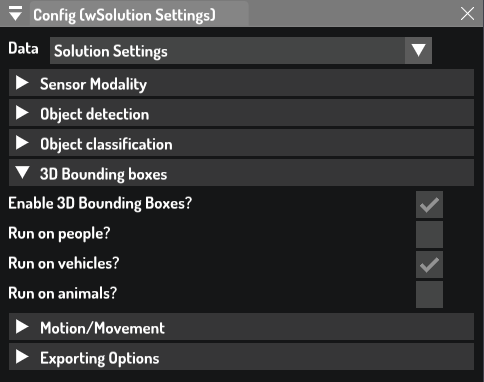 Config (wSolution Settings)
Data Solution Settings
Sensor Modality
Object detection
Object classification
3D Bounding boxes
Enable 3D Bounding Boxes?
Run on people?
Run on vehicles?
Run on animals?
Motion/Movement
Exporting Options